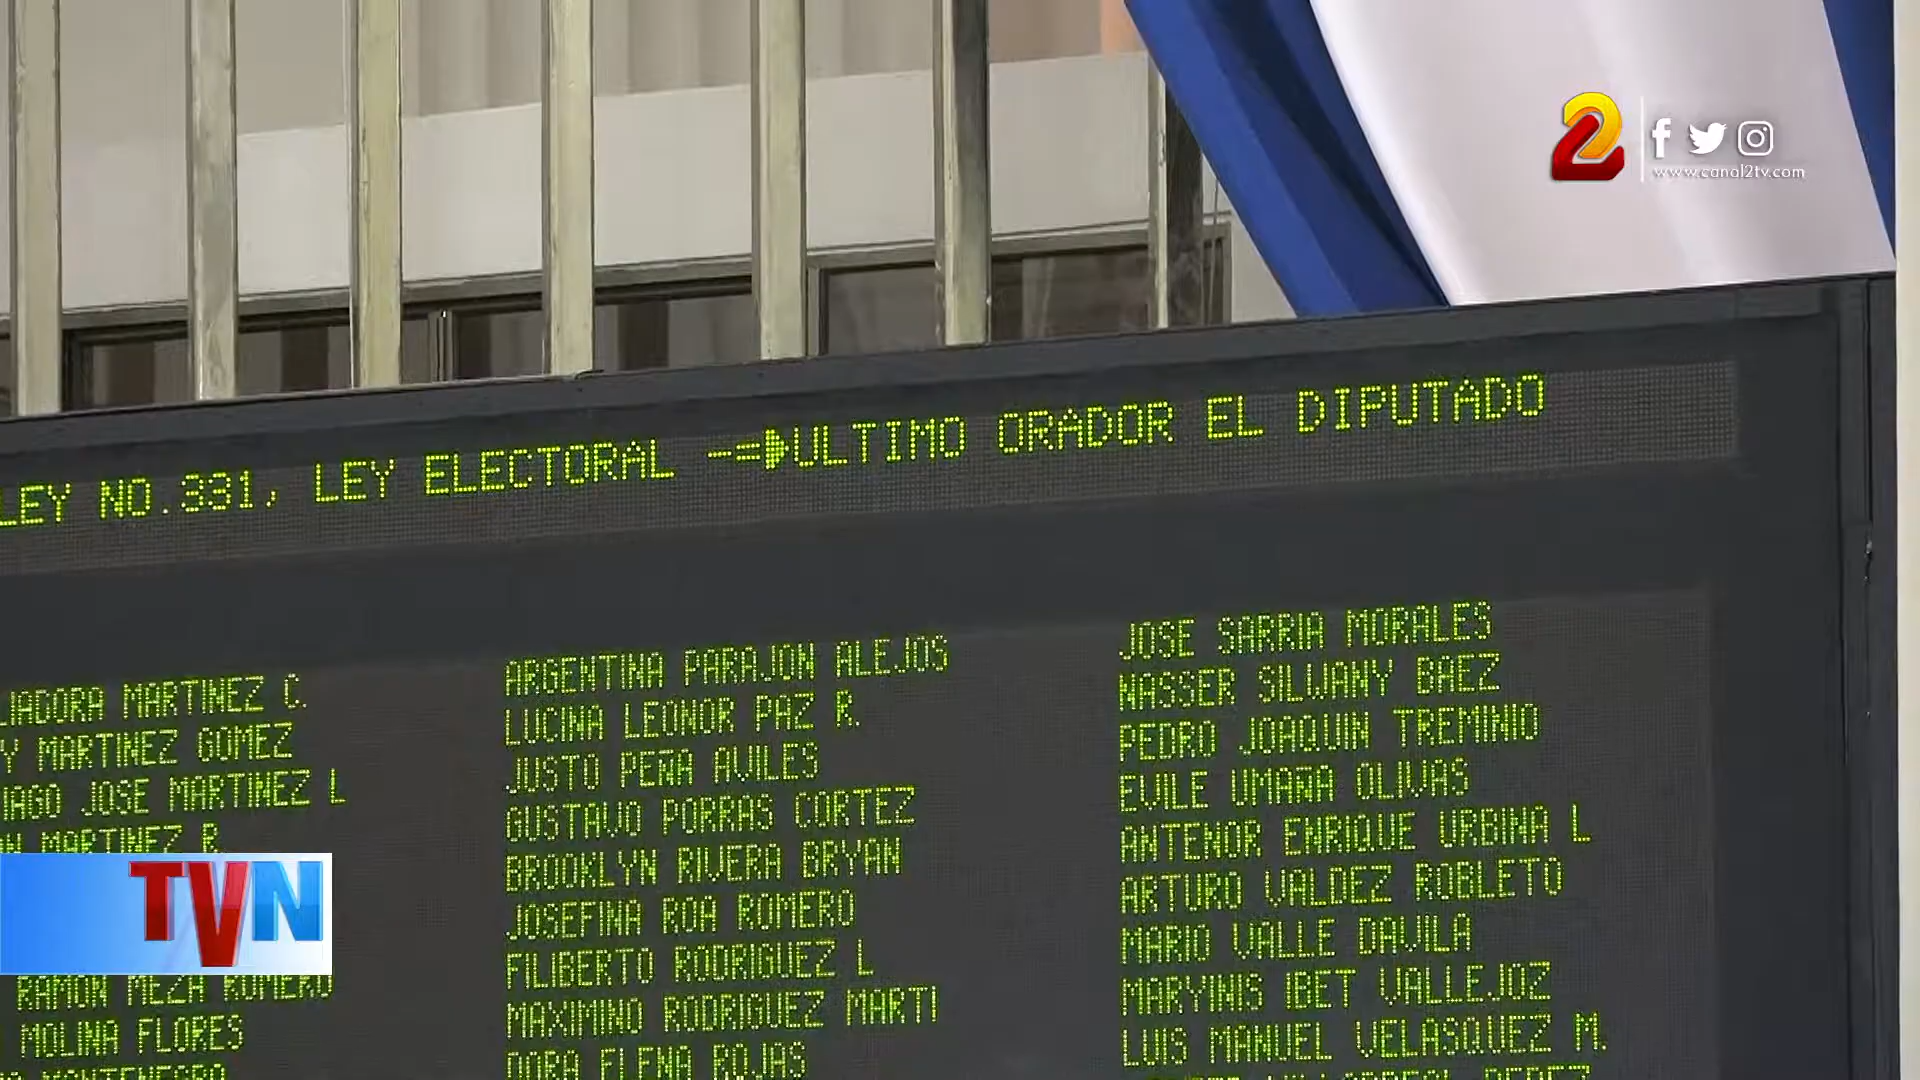 2
www.canal2tv.com
LEY NO.331, LEY ELECTORAL -=ULTIMO ORADOR EL DIPUTADO
MARTINEZ C.
MARTINEZ GOMEZ
JOSE MARTINEZ L
MARTINEZ R
RAMON MEZA ROMERO
MOLINA FLORES
ARGENTINA PARAJON ALEJOS
LUCINA LEONOR PAZ R.
JUSTO PEÑA AVILES
GUSTAVO PORRAS CORTEZ
BROOKLYN RIVERA BRYAN
JOSEFINA ROA ROMERO
FILIBERTO RODRIGUEZ L
MAXIMINO RODRIGUEZ MARTI
DORA ELENA ROJAS
JOSE SARRIA MORALES
NASSER SILWANY BAEZ
PEDRO JOAQUIN TREMINIO
EVILE UMAÑA OLIVAS
ANTENOR ENRIQUE URBINA L
ARTURO VALDEZ ROBLETO
MARIO VALLE DAVILA
MARYINIS IBET VALLEJOZ
LUIS MANUEL VELASQUEZ M.
TVN